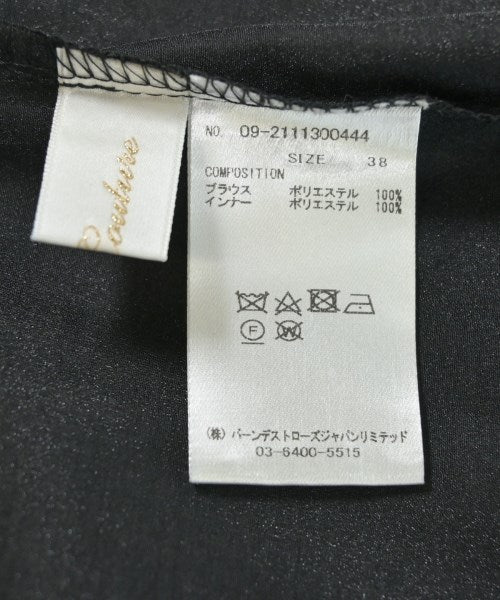 Couture
NO. 09-2111300444
SIZE 38
COMPOSITION
ブラウス ポリエステル 100%
インナー ポリエステル 100%
F W
(株) バーンデストローズジャパンリミテッド
03-6400-5515